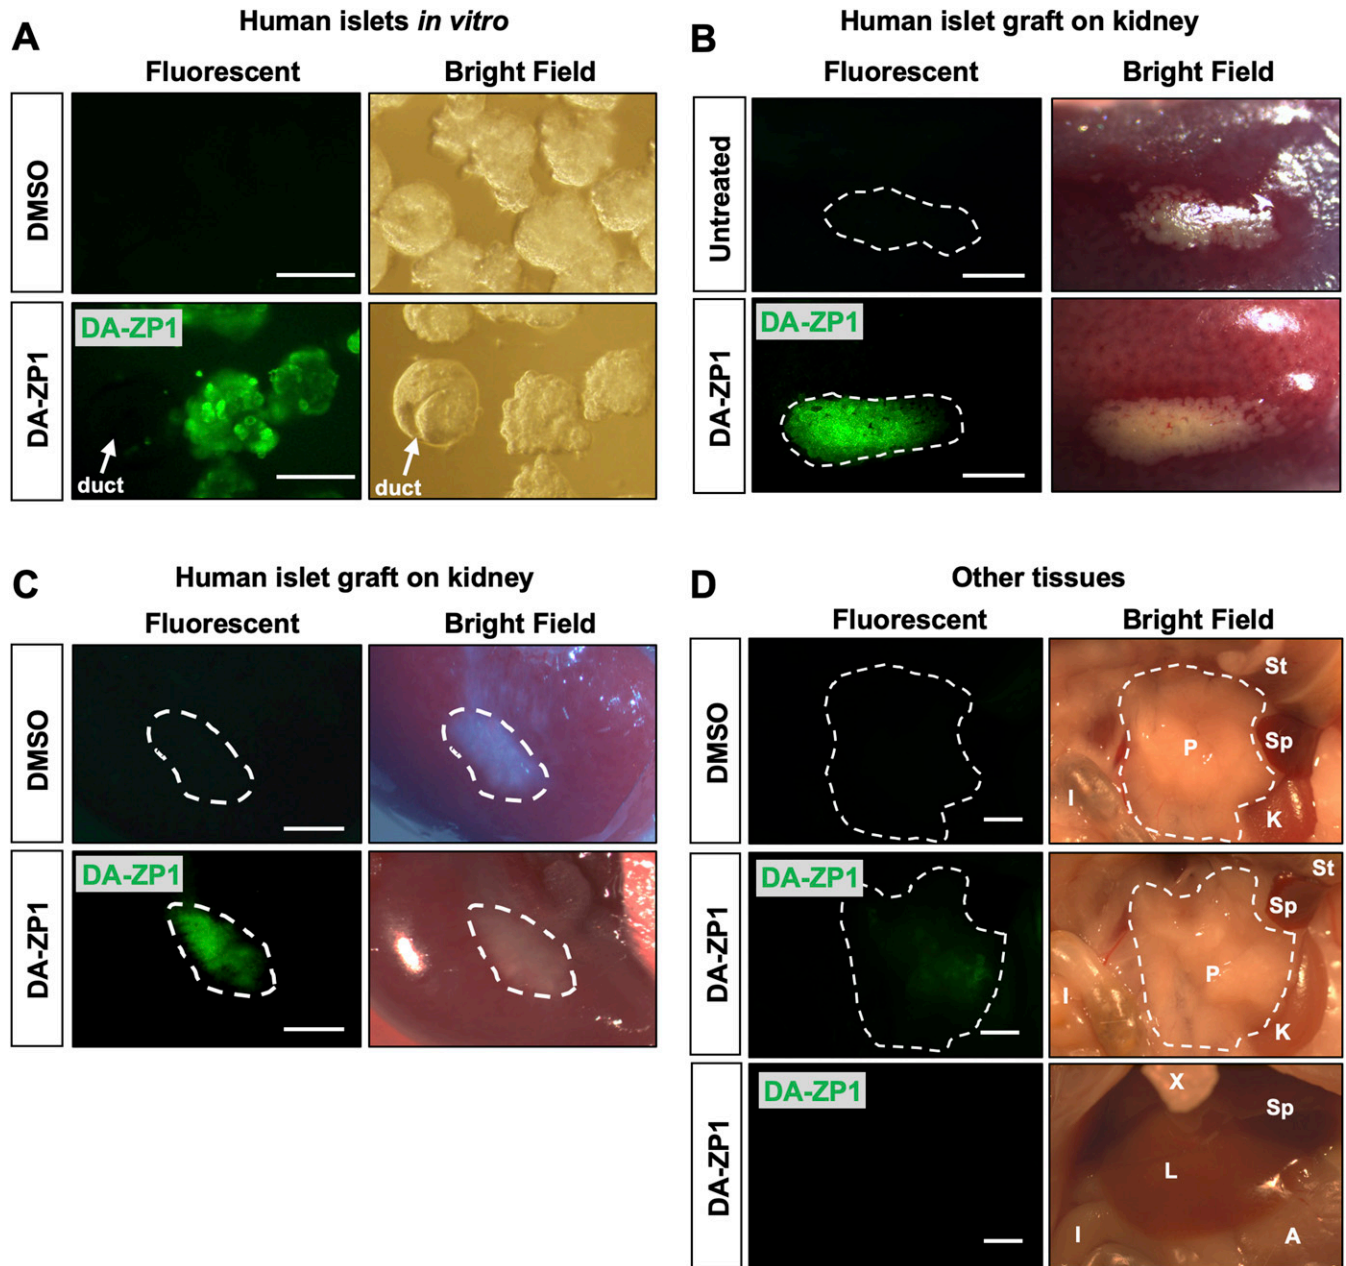 A
Human islets in vitro
Fluorescent
Bright Field
DMSO
DA-ZP1
DA-ZP1
duct
duct
B
Human islet graft on kidney
Fluorescent
Bright Field
Untreated
DA-ZP1
DA-ZP1
C
Human islet graft on kidney
Fluorescent
Bright Field
DMSO
DA-ZP1
DA-ZP1
D
Other tissues
Fluorescent
Bright Field
DMSO
St
P
Sp
I
K
DA-ZP1
DA-ZP1
St
Sp
P
I
K
DA-ZP1
DA-ZP1
X
Sp
L
I
A